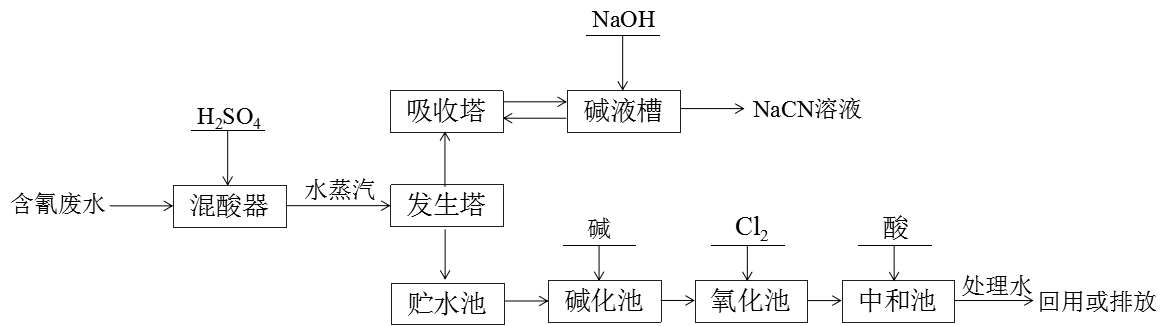 NaOH
吸收塔
碱液槽
NaCN溶液
H₂SO₄
含氰废水
混酸器
水蒸汽
发生塔
碱
Cl₂
酸
贮水池
碱化池
氧化池
中和池
处理水
回用或排放